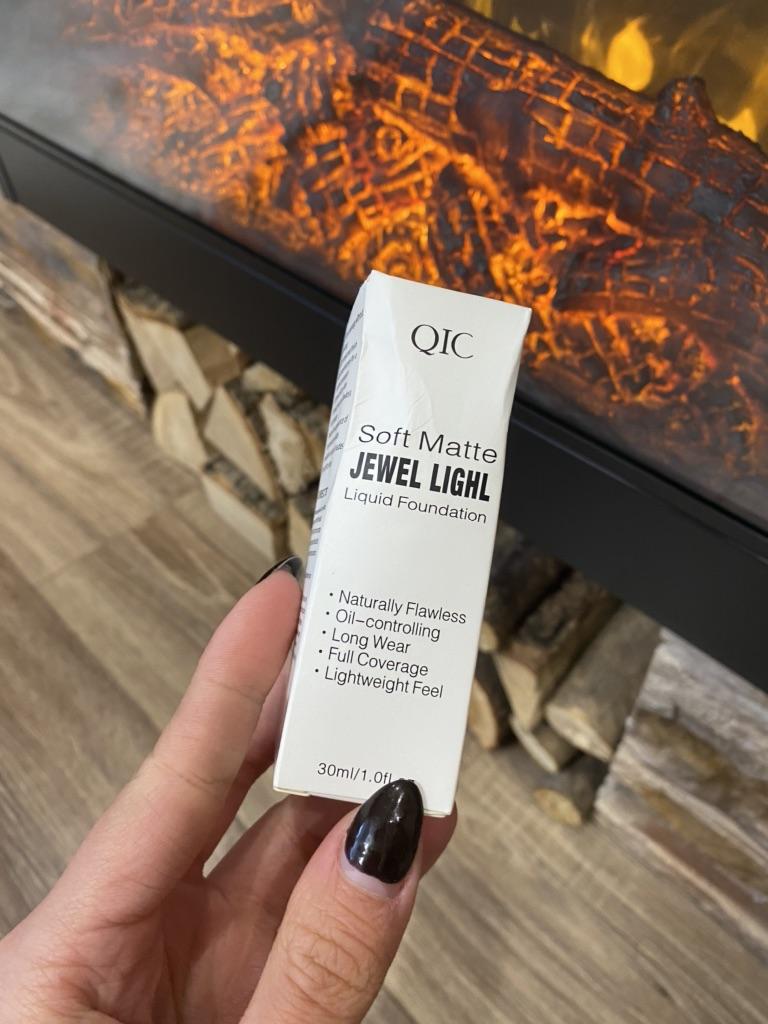 QIC
Soft Matte
JEWEL LIGHL
Liquid Foundation
• Naturally Flawless
• Oil-controlling
• Long Wear
• Full Coverage
• Lightweight Feel
30ml/1.0fl